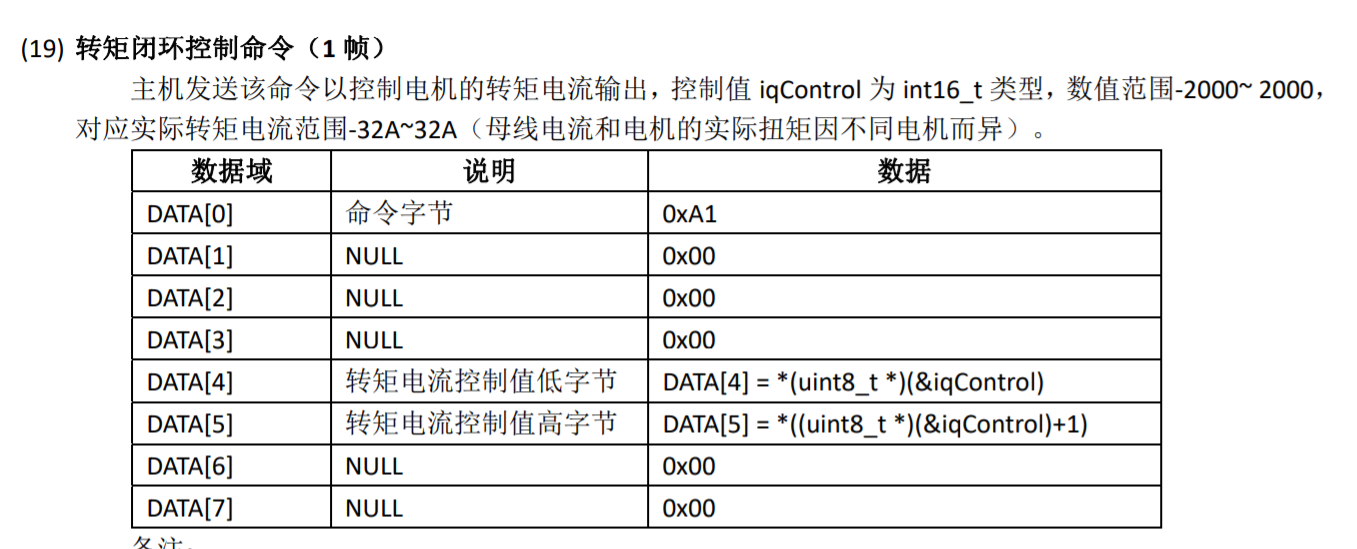 (19) 转矩闭环控制命令（1 帧）
主机发送该命令以控制电机的转矩电流输出，控制值 iqControl 为 int16_t 类型，数值范围-2000~ 2000，
对应实际转矩电流范围-32A~32A（母线电流和电机的实际扭矩因不同电机而异）。
数据域 说明 数据
DATA[0] 命令字节 0xA1
DATA[1] NULL 0x00
DATA[2] NULL 0x00
DATA[3] NULL 0x00
DATA[4] 转矩电流控制值低字节 DATA[4] = *(uint8_t *)(&iqControl)
DATA[5] 转矩电流控制值高字节 DATA[5] = *((uint8_t *)(&iqControl)+1)
DATA[6] NULL 0x00
DATA[7] NULL 0x00